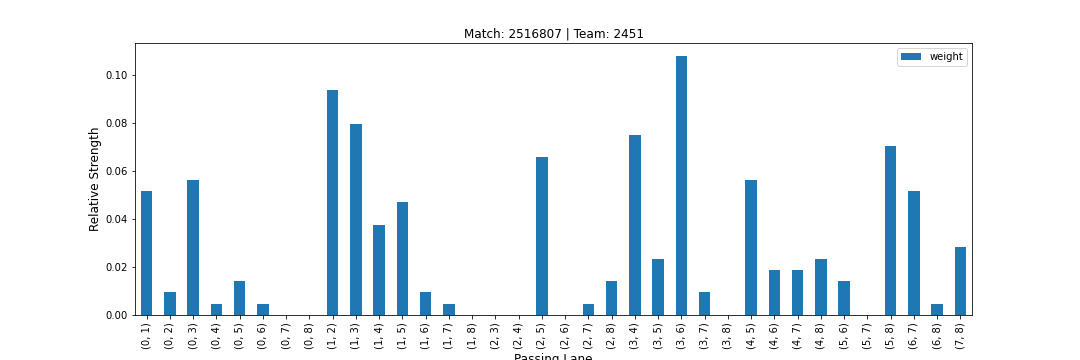 Match: 2516807 | Team: 2451
weight
Relative Strength
0.10
0.08
0.06
0.04
0.02
0.00
(0, 1) (0, 2) (0, 3) (0, 4) (0, 5) (0, 6) (0, 7) (0, 8) (1, 2) (1, 3) (1, 4) (1, 5) (1, 6) (1, 7) (1, 8) (2, 3) (2, 4) (2, 5) (2, 6) (2, 7) (2, 8) (3, 4) (3, 5) (3, 6) (3, 7) (3, 8) (4, 5) (4, 6) (4, 7) (4, 8) (5, 6) (5, 7) (5, 8) (6, 7) (6, 8) (7, 8)
Passing Lane